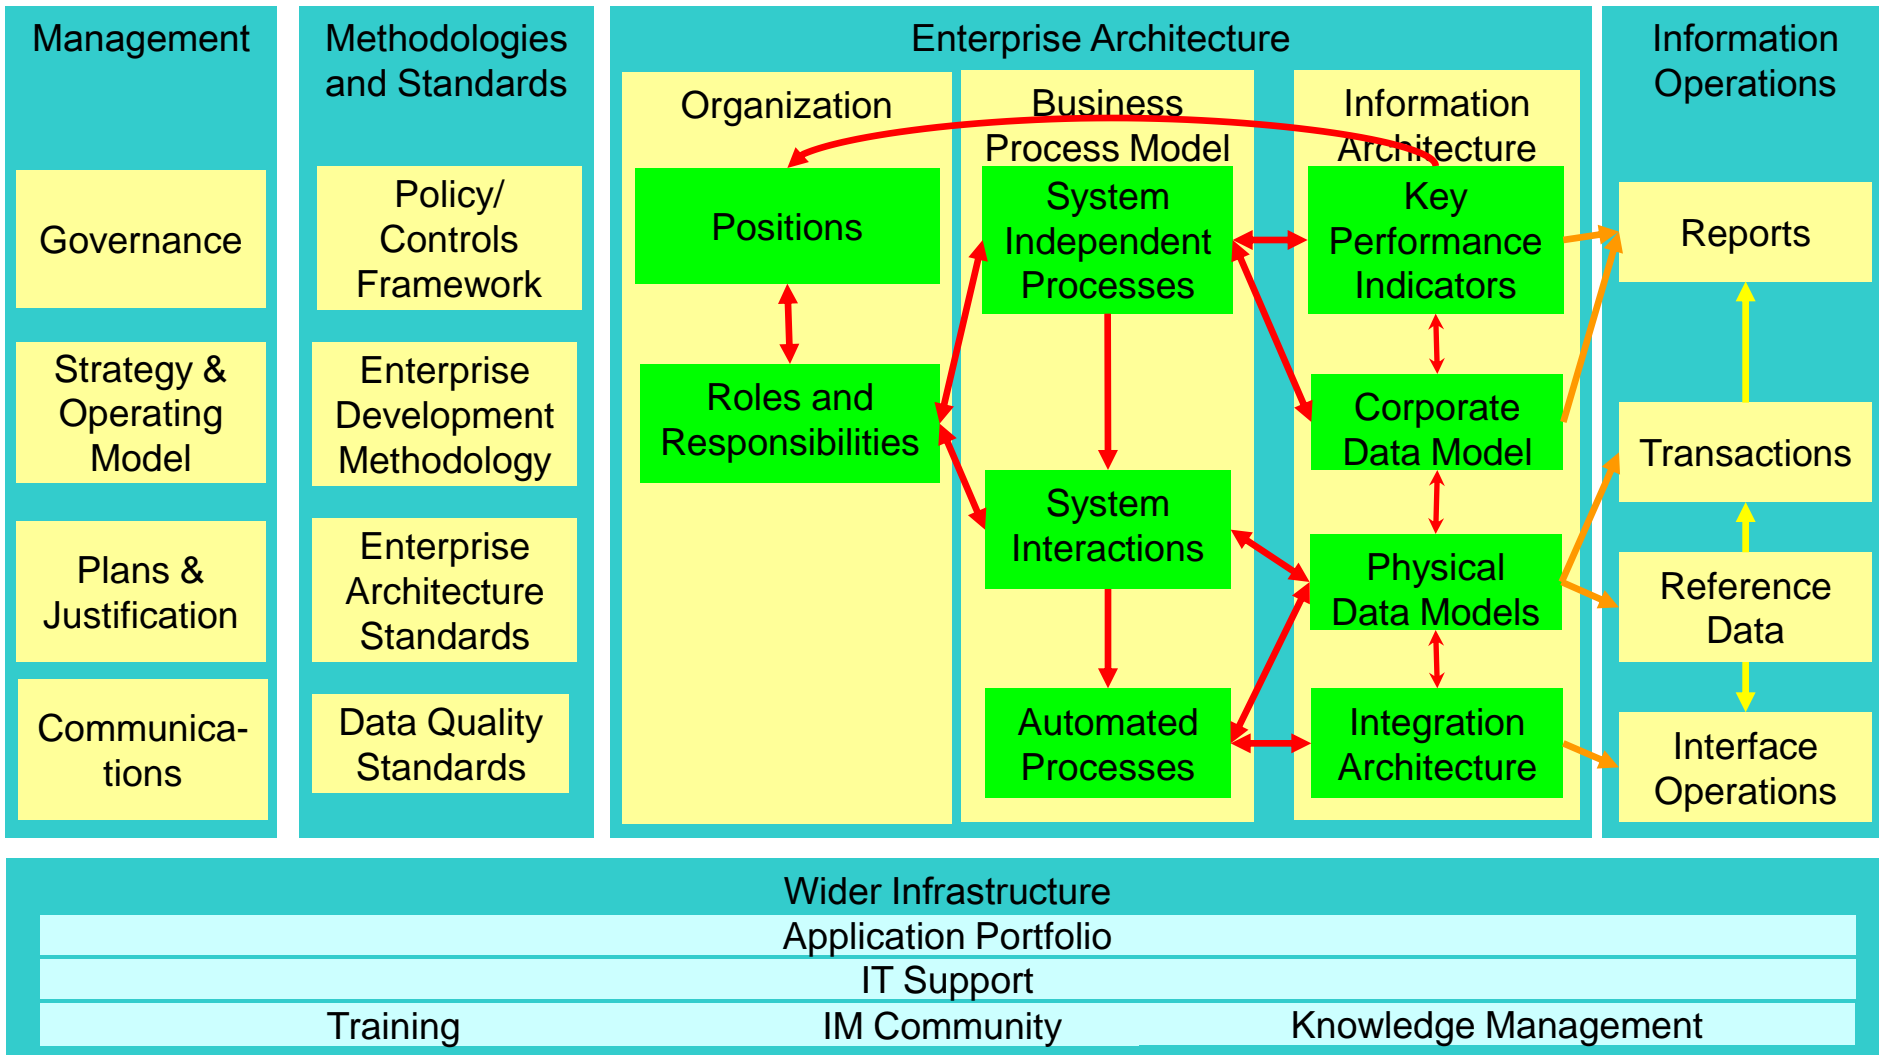 Management
Governance
Strategy &
Operating
Model
Plans &
Justification
Communica-
tions
Methodologies
and Standards
Policy/
Controls
Framework
Enterprise
Development
Methodology
Enterprise
Architecture
Standards
Data Quality
Standards
Enterprise Architecture
Organization
Positions
Roles and
Responsibilities
Business
Process Model
System
Independent
Processes
System
Interactions
Automated
Processes
Information
Architecture
Key
Performance
Indicators
Corporate
Data Model
Physical
Data Models
Integration
Architecture
Information
Operations
Reports
Transactions
Reference
Data
Interface
Operations
Wider Infrastructure
Application Portfolio
IT Support
Training
IM Community
Knowledge Management